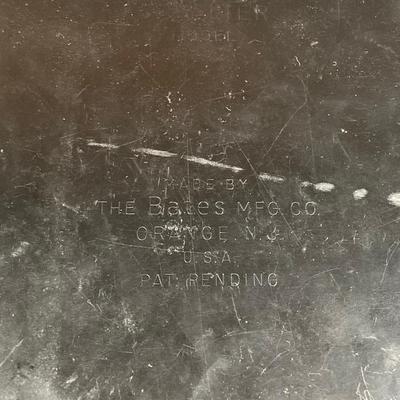 MADE BY
THE Bates MFG. CO.
ORANGE N.J.
U.S.A.
PAT. PENDING